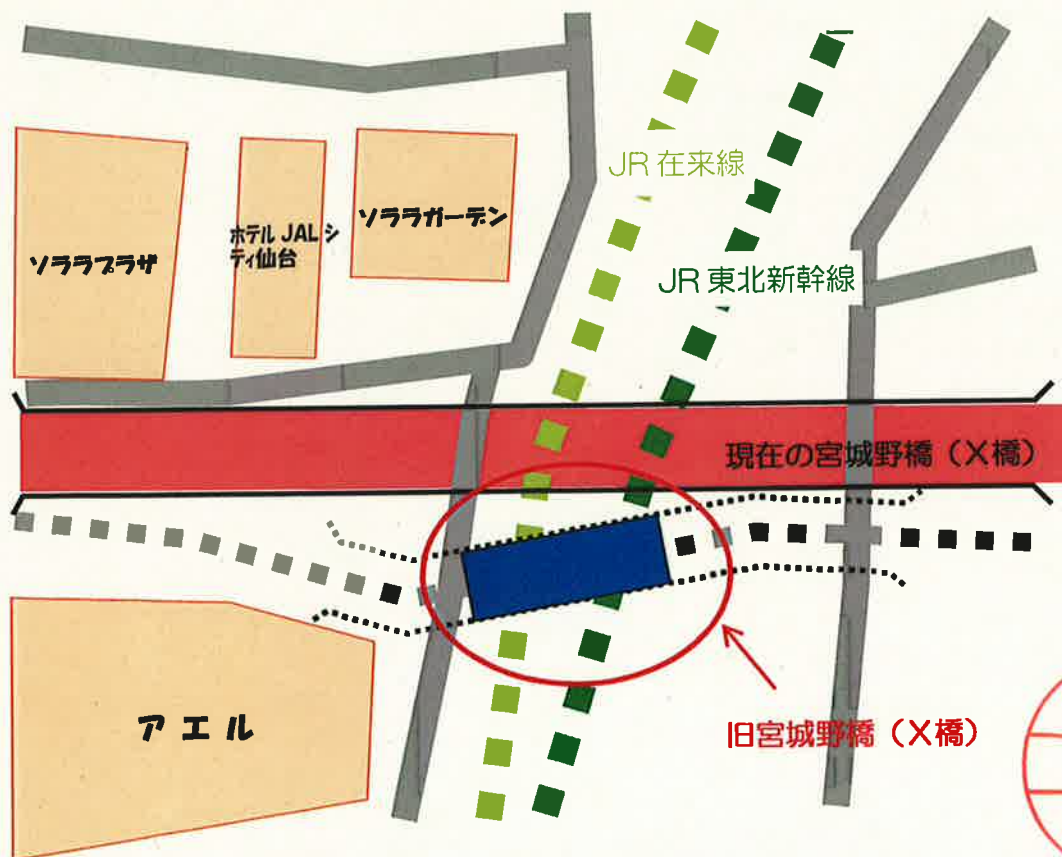 JR 在来線
ソララガーデン
ホテル JAL シ
ティ仙台
ソララプラザ
JR 東北新幹線
現在の宮城野橋（X橋）
アエル
旧宮城野橋（X橋）